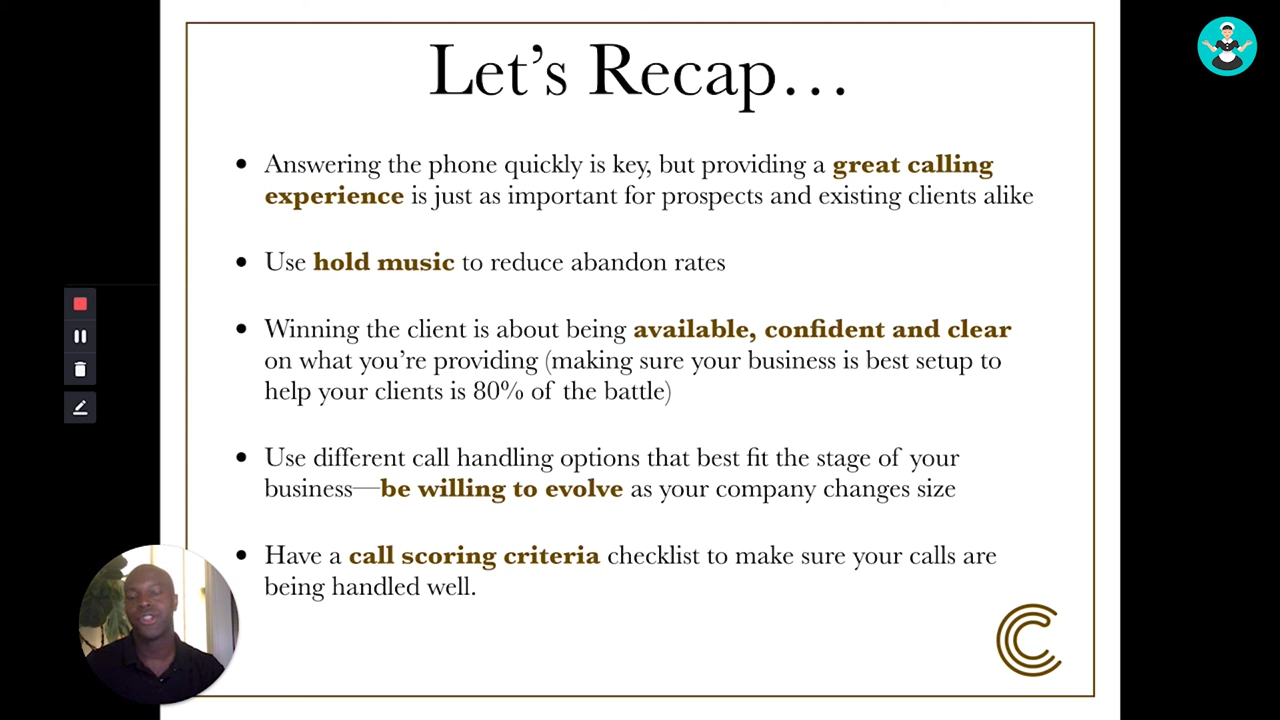 Let’s Recap…
• Answering the phone quickly is key, but providing a great calling
experience is just as important for prospects and existing clients alike
• Use hold music to reduce abandon rates
• Winning the client is about being available, confident and clear
on what you’re providing (making sure your business is best setup to
help your clients is 80% of the battle)
• Use different call handling options that best fit the stage of your
business—be willing to evolve as your company changes size
• Have a call scoring criteria checklist to make sure your calls are
being handled well.